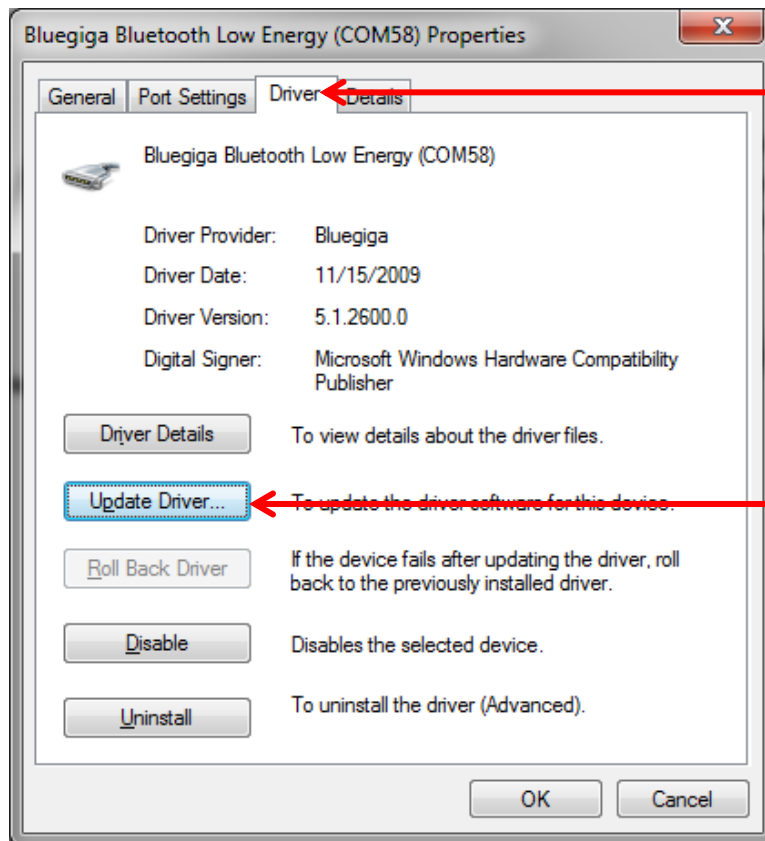 Bluegiga Bluetooth Low Energy (COM58) Properties
General Port Settings Driver Details
Bluegiga Bluetooth Low Energy (COM58)
Driver Provider: Bluegiga
Driver Date: 11/15/2009
Driver Version: 5.1.2600.0
Digital Signer: Microsoft Windows Hardware Compatibility
Publisher
Driver Details To view details about the driver files.
Update Driver... To update the driver software for this device.
Roll Back Driver If the device fails after updating the driver, roll
back to the previously installed driver.
Disable Disables the selected device.
Uninstall To uninstall the driver (Advanced).
OK Cancel